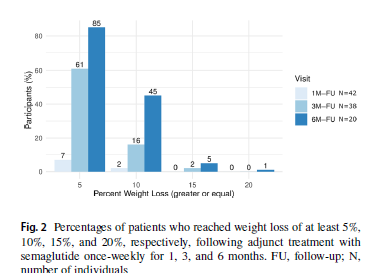 85
80
61
60
45
40
16
20
7
2
0
2
5
0
0
1
0
5
10
15
20
Participants (%)
Percent Weight Loss (greater or equal)
Visit
1M−FU N=42
3M−FU N=38
6M−FU N=20
Fig. 2 Percentages of patients who reached weight loss of at least 5%,
10%, 15%, and 20%, respectively, following adjunct treatment with
semaglutide once-weekly for 1, 3, and 6 months. FU, follow-up; N,
number of individuals